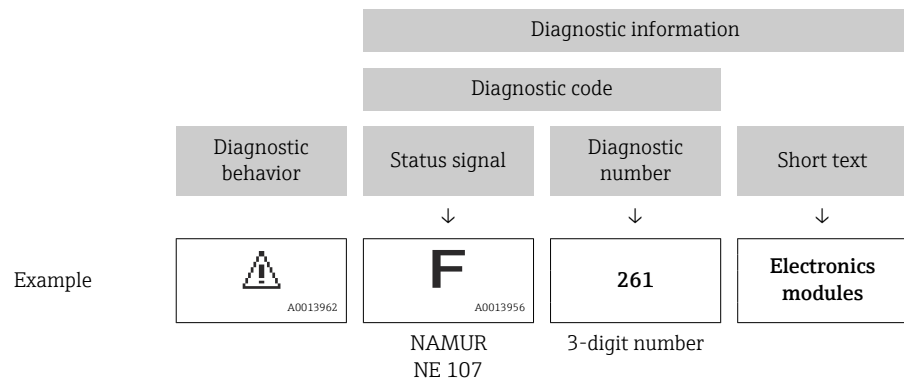 Diagnostic information
Diagnostic code
Diagnostic
behavior
Status signal
Diagnostic
number
Short text
↓
↓
↓
Example
A0013962
F
A0013956
261
Electronics
modules
NAMUR
NE 107
3-digit number